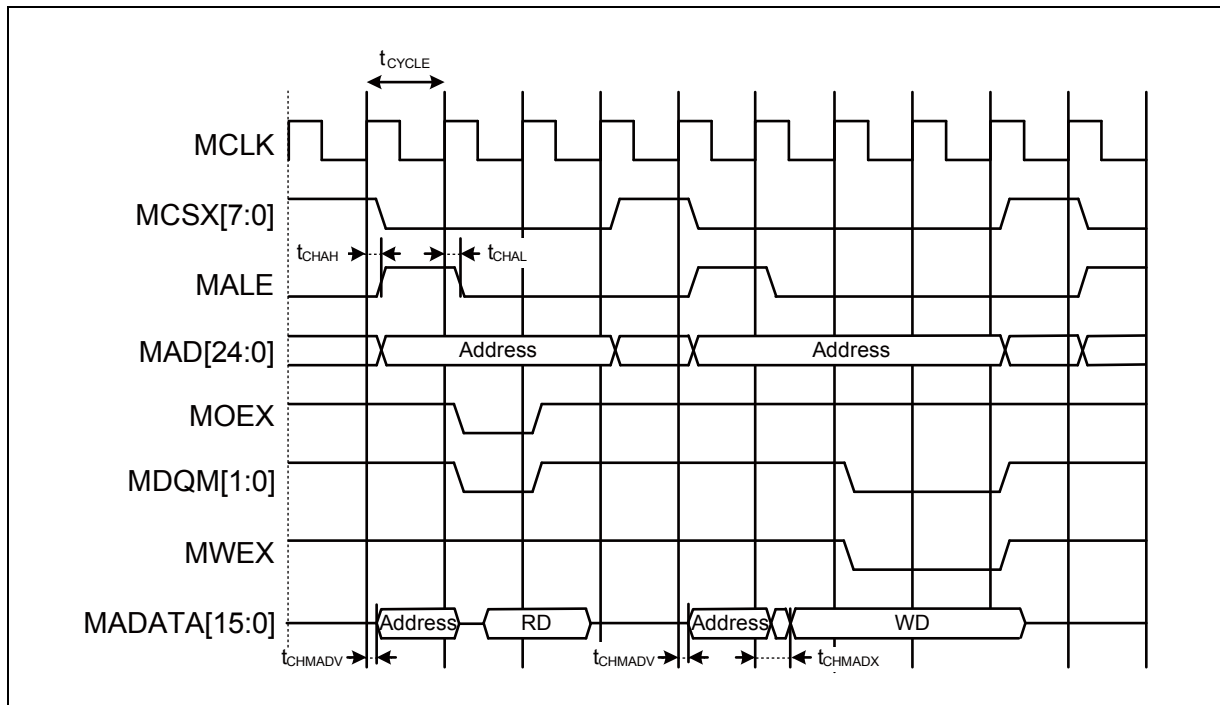 tCYCLE
MCLK
MCSX[7:0]
tCHAH
tCHAL
MALE
MAD[24:0] Address Address
MOEX
MDQM[1:0]
MWEX
MADATA[15:0] Address RD Address WD
tCHMADV tCHMADV tCHMADX